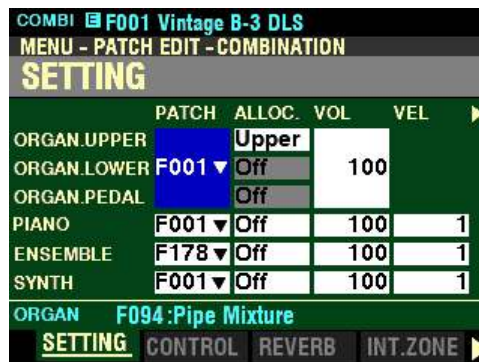 COMBI E F001 Vintage B-3 DLS
MENU - PATCH EDIT - COMBINATION
SETTING
PATCH ALLOC. VOL VEL
ORGAN.UPPER Upper
ORGAN.LOWER F001 ▼ Off 100
ORGAN.PEDAL Off
PIANO F001 ▼ Off 100 1
ENSEMBLE F178 ▼ Off 100 1
SYNTH F001 ▼ Off 100 1
ORGAN F094:Pipe Mixture
SETTING CONTROL REVERB INT.ZONE